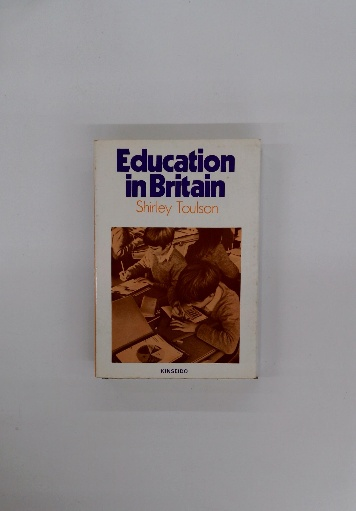 Education
in Britain
Shirley Toulson
KINSEIDO